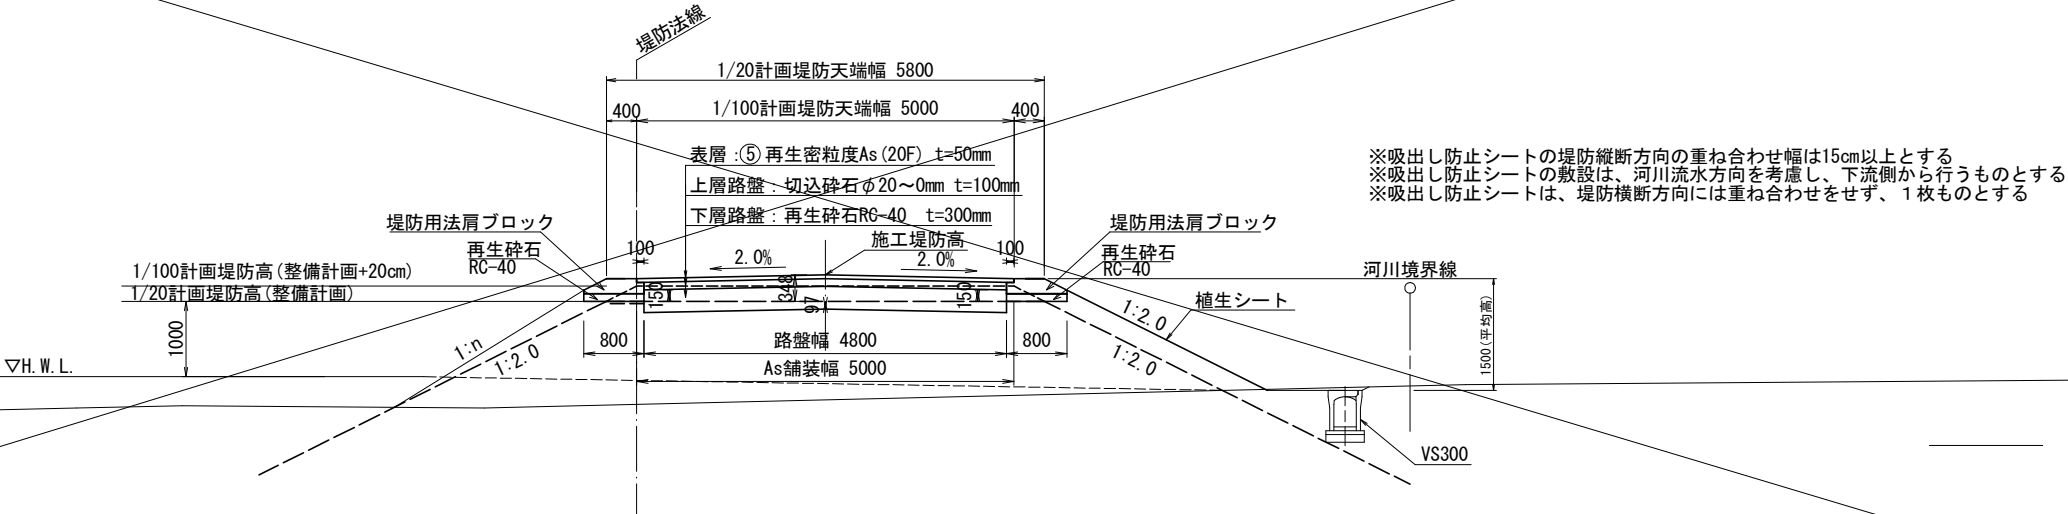 堤防法線
1/20計画堤防天端幅 5800
400
1/100計画堤防天端幅 5000
400
表層:⑤再生密粒度As(20F) t=50mm
上層路盤:切込砕石φ20～0mm t=100mm
下層路盤:再生砕石RC-40 t=300mm
※吸出し防止シートの堤防縦断方向の重ね合わせ幅は15cm以上とする
※吸出し防止シートの敷設は、河川流水方向を考慮し、下流側から行うものとする
※吸出し防止シートは、堤防横断方向には重ね合わせをせず、1枚ものとする
堤防用法肩ブロック
再生砕石
RC-40
100
施工堤防高
100
堤防用法肩ブロック
再生砕石
RC-40
2.0%
2.0%
河川境界線
1/100計画堤防高(整備計画+20cm)
1/20計画堤防高(整備計画)
150
348
97
150
植生シート
1:2.0
1500(平均高)
1000
800
路盤幅 4800
800
As舗装幅 5000
1:n
1:2.0
1:2.0
▽H.W.L.
VS300